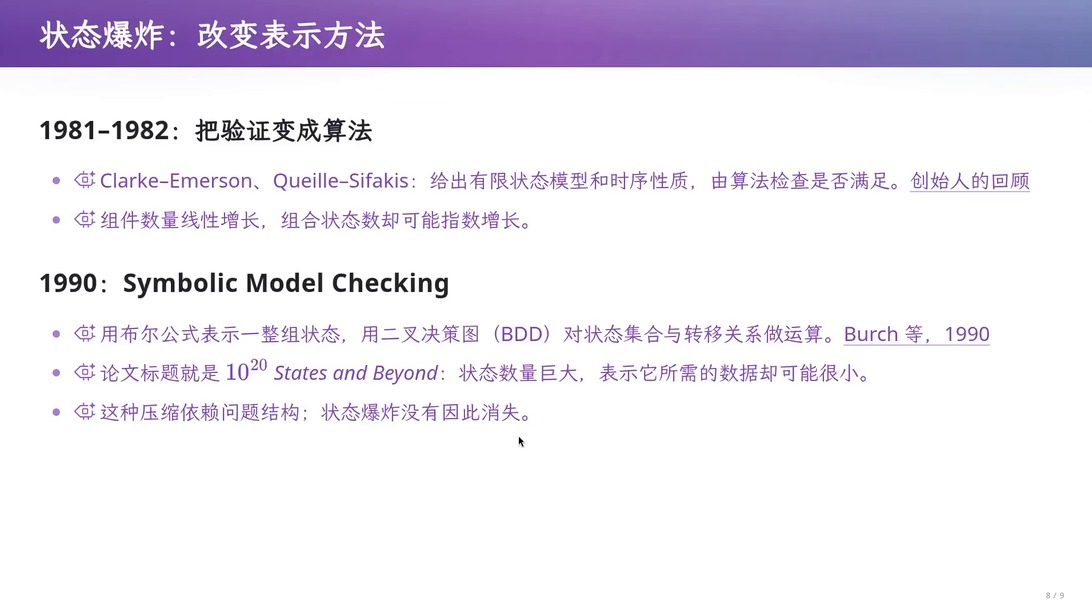 状态爆炸：改变表示方法
1981–1982：把验证变成算法
Clarke–Emerson、Queille–Sifakis：给出有限状态模型和时序性质，由算法检查是否满足。创始人的回顾
组件数量线性增长，组合状态数却可能指数增长。
1990：Symbolic Model Checking
用布尔公式表示一整组状态，用二叉决策图（BDD）对状态集合与转移关系做运算。Burch 等，1990
论文标题就是 10²⁰ States and Beyond：状态数量巨大，表示它所需的数据却可能很小。
这种压缩依赖问题结构；状态爆炸没有因此消失。
8 / 9